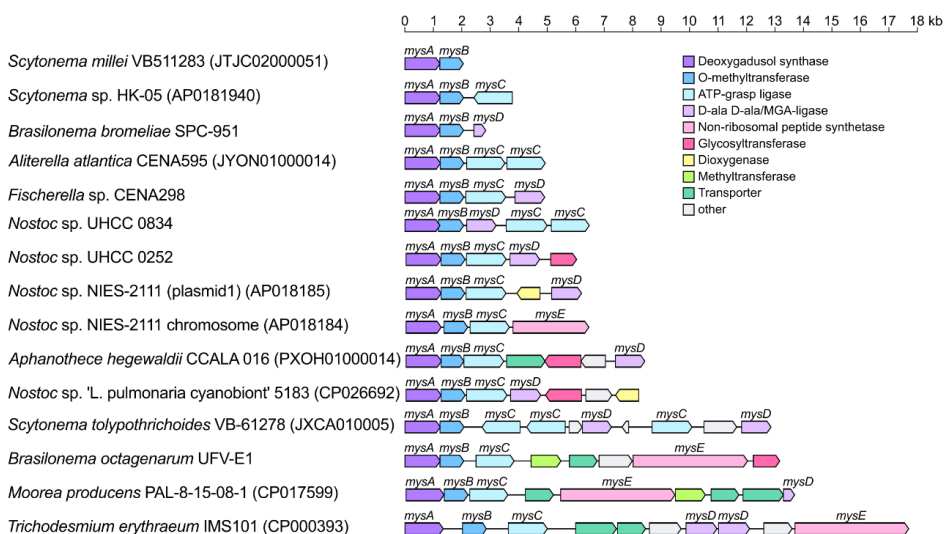 0 1 2 3 4 5 6 7 8 9 10 11 12 13 14 15 16 17 18 kb
mysA mysB
Scytonema millei VB511283 (JTJC02000051)
Deoxygadusol synthase
O-methyltransferase
ATP-grasp ligase
D-ala D-ala/MGA-ligase
Non-ribosomal peptide synthetase
Glycosyltransferase
Dioxygenase
Methyltransferase
Transporter
other
mysA mysB mysC
Scytonema sp. HK-05 (AP0181940)
mysA mysB mysD
Brasilonema bromeliae SPC-951
mysA mysB mysC mysC
Aliterella atlantica CENA595 (JYON01000014)
mysA mysB mysC mysD
Fischerella sp. CENA298
mysA mysB mysD mysC mysC
Nostoc sp. UHCC 0834
mysA mysB mysC mysD
Nostoc sp. UHCC 0252
mysA mysB mysC mysD
Nostoc sp. NIES-2111 (plasmid1) (AP018185)
mysA mysB mysC mysE
Nostoc sp. NIES-2111 chromosome (AP018184)
mysA mysB mysC mysD
Aphanothece hegewaldii CCALA 016 (PXOH01000014)
mysA mysB mysC mysD
Nostoc sp. 'L. pulmonaria cyanobiont' 5183 (CP026692)
mysA mysB mysC mysC mysD mysC mysD
Scytonema tolypothrichoides VB-61278 (JXCA010005)
mysA mysB mysC mysE
Brasilonema octagenarum UFV-E1
mysA mysB mysC mysE mysD
Moorea producens PAL-8-15-08-1 (CP017599)
mysA mysB mysC mysD mysD mysE
Trichodesmium erythraeum IMS101 (CP000393)